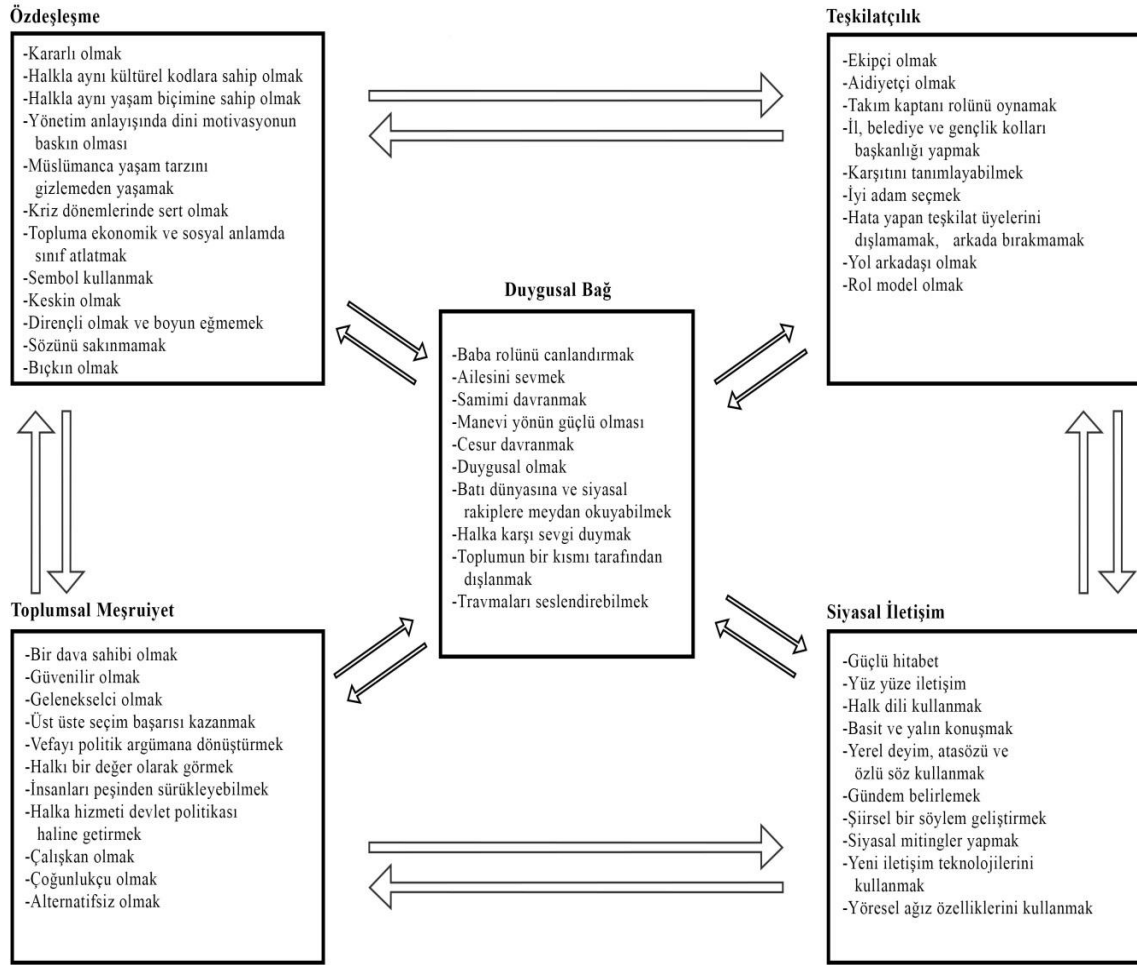 Özdeşleşme
-Kararlı olmak
-Halkla aynı kültürel kodlara sahip olmak
-Halkla aynı yaşam biçimine sahip olmak
-Yönetim anlayışında dini motivasyonun
baskın olması
-Müslümanca yaşam tarzını
gizlemeden yaşamak
-Kriz dönemlerinde sert olmak
-Topluma ekonomik ve sosyal anlamda
sınıf atlatmak
-Sembol kullanmak
-Keskin olmak
-Dirençli olmak ve boyun eğmemek
-Sözünü sakınmamak
-Bıçkın olmak
Teşkilatçılık
-Ekipçi olmak
-Aidiyetçi olmak
-Takım kaptanı rolünü oynamak
-İl, belediye ve gençlik kolları
başkanlığı yapmak
-Karşıtını tanımlayabilmek
-İyi adam seçmek
-Hata yapan teşkilat üyelerini
dışlamamak, arkada bırakmamak
-Yol arkadaşı olmak
-Rol model olmak
Duygusal Bağ
-Baba rolünü canlandırmak
-Ailesini sevmek
-Samimi davranmak
-Manevi yönün güçlü olması
-Cesur davranmak
-Duygusal olmak
-Batı dünyasına ve siyasal
rakiplere meydan okuyabilmek
-Halka karşı sevgi duymak
-Toplumun bir kısmı tarafından
dışlanmak
-Travmaları seslendirebilmek
Toplumsal Meşruiyet
-Bir dava sahibi olmak
-Güvenilir olmak
-Gelenekselci olmak
-Üst üste seçim başarısı kazanmak
-Vefayı politik argümana dönüştürmek
-Halkı bir değer olarak görmek
-İnsanları peşinden sürükleyebilmek
-Halka hizmeti devlet politikası
haline getirmek
-Çalışkan olmak
-Çoğunlukçu olmak
-Alternatifsiz olmak
Siyasal İletişim
-Güçlü hitabet
-Yüz yüze iletişim
-Halk dili kullanmak
-Basit ve yalın konuşmak
-Yerel deyim, atasözü ve
özlü söz kullanmak
-Gündem belirlemek
-Şiirsel bir söylem geliştirmek
-Siyasal mitingler yapmak
-Yeni iletişim teknolojilerini
kullanmak
-Yöresel ağız özelliklerini kullanmak